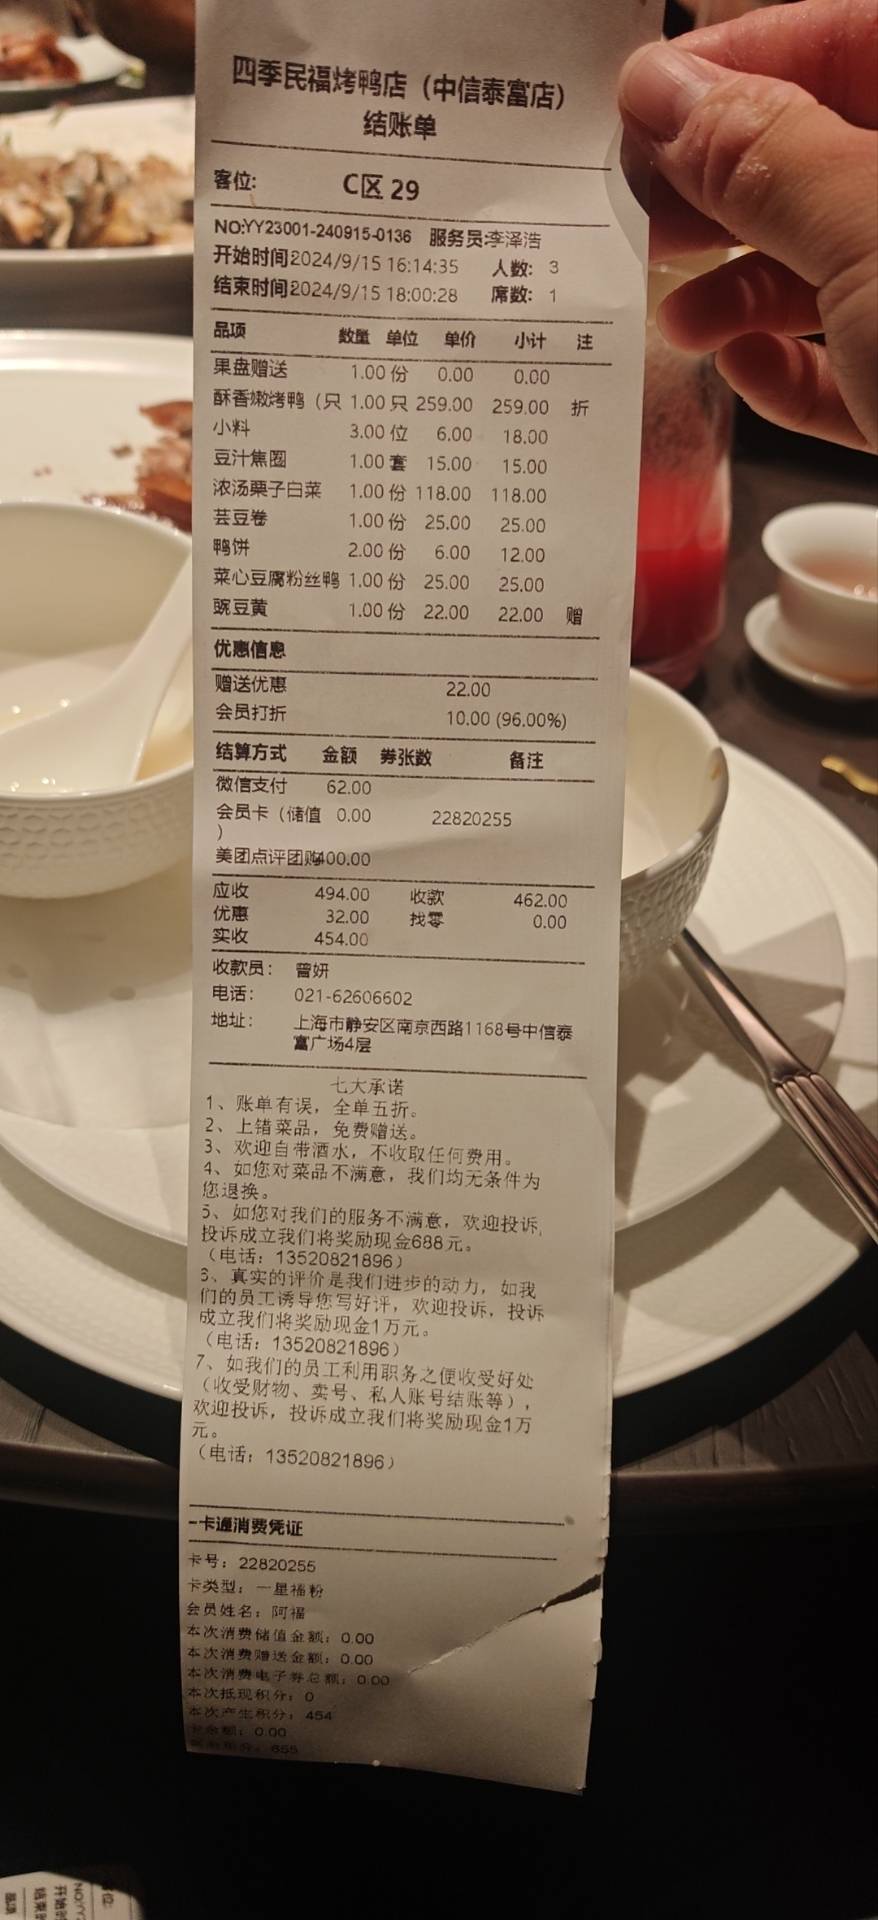 四季民福烤鸭店（中信泰富店）
结账单
客位: C区 29
NO:YY23001-240915-0136 服务员:李泽浩
开始时间2024/9/15 16:14:35 人数: 3
结束时间2024/9/15 18:00:28 席数: 1
品项 数量 单位 单价 小计 注
果盘赠送 1.00 份 0.00 0.00
酥香嫩烤鸭（只 1.00 只 259.00 259.00 折
小料 3.00 位 6.00 18.00
豆汁焦圈 1.00 套 15.00 15.00
浓汤栗子白菜 1.00 份 118.00 118.00
芸豆卷 1.00 份 25.00 25.00
鸭饼 2.00 份 6.00 12.00
菜心豆腐粉丝鸭 1.00 份 25.00 25.00
豌豆黄 1.00 份 22.00 22.00 赠
优惠信息
赠送优惠 22.00
会员打折 10.00 (96.00%)
结算方式 金额 券张数 备注
微信支付 62.00
会员卡（储值 0.00 22820255
）
美团点评团购400.00
应收 494.00 收款 462.00
优惠 32.00 找零 0.00
实收 454.00
收款员: 曾妍
电话: 021-62606602
地址: 上海市静安区南京西路1168号中信泰
富广场4层
七大承诺
1、账单有误，全单五折。
2、上错菜品，免费赠送。
3、欢迎自带酒水，不收取任何费用。
4、如您对菜品不满意，我们均无条件为
您退换。
5、如您对我们的服务不满意，欢迎投诉,
投诉成立我们将奖励现金688元。
（电话：13520821896）
6、真实的评价是我们进步的动力，如我
们的员工诱导您写好评，欢迎投诉，投诉
成立我们将奖励现金1万元。
（电话：13520821896）
7、如我们的员工利用职务之便收受好处
（收受财物、卖号、私人账号结账等），
欢迎投诉，投诉成立我们将奖励现金1万
元。
（电话：13520821896）
一卡通消费凭证
卡号：22820255
卡类型：一星福粉
会员姓名：阿福
本次消费储值金额：0.00
本次消费赠送金额：0.00
本次消费电子券总额：0.00
本次抵现积分：0
本次产生积分：454
卡余额：0.00